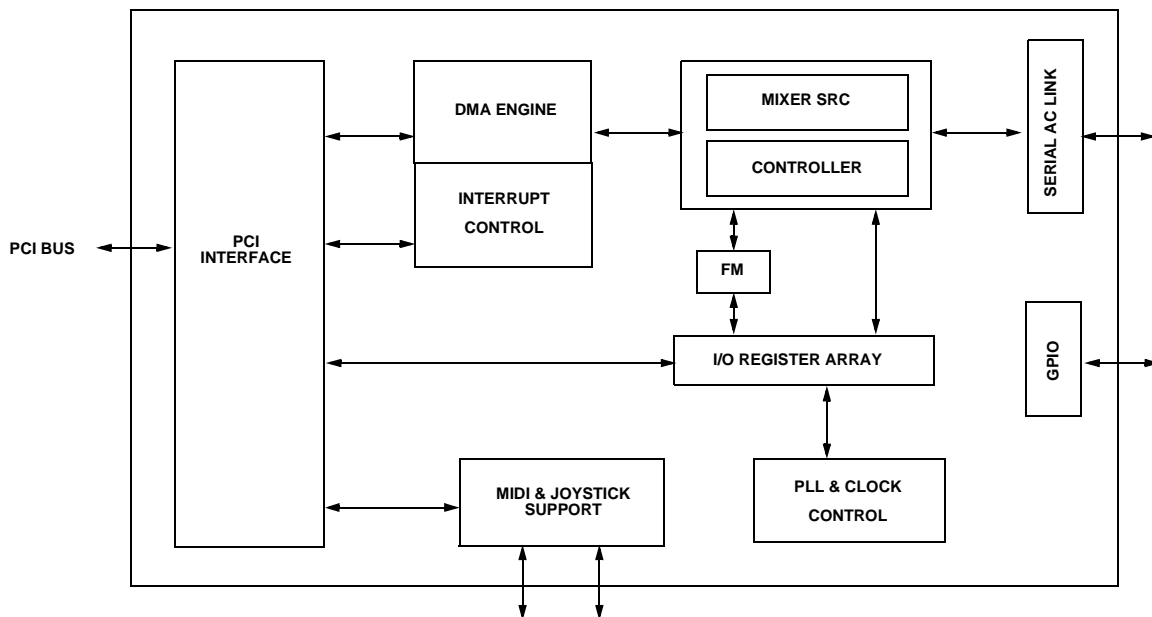 PCI BUS
PCI
INTERFACE
DMA ENGINE
INTERRUPT
CONTROL
MIXER SRC
CONTROLLER
SERIAL AC LINK
FM
I/O REGISTER ARRAY
GPIO
MIDI & JOYSTICK
SUPPORT
PLL & CLOCK
CONTROL